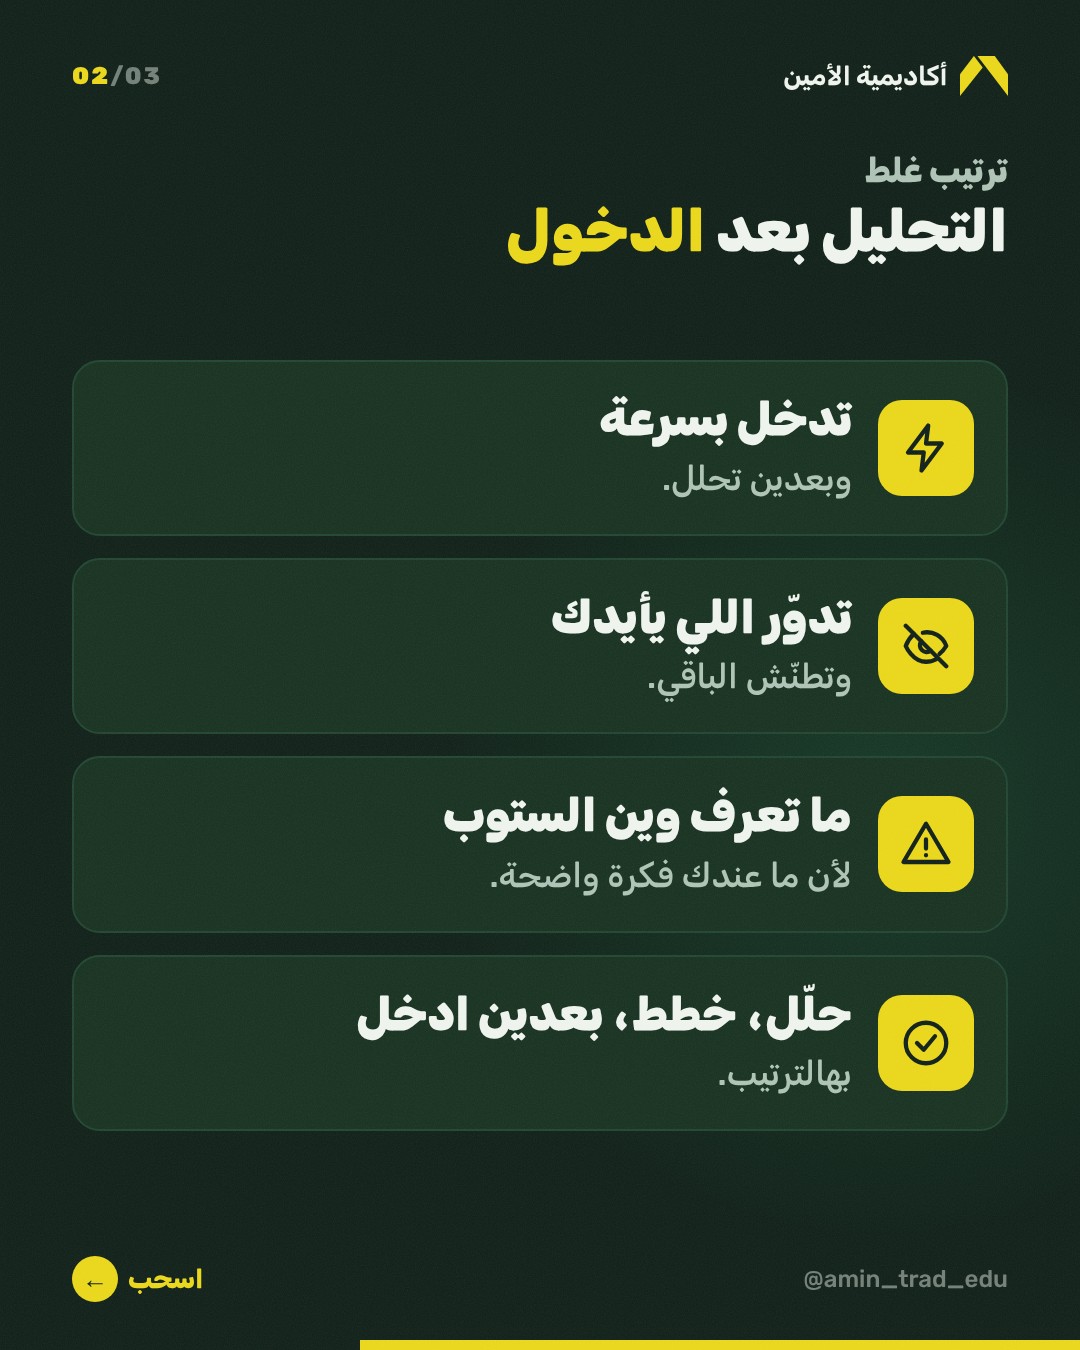 أكاديمية الأمين
02/03
ترتيب غلط
التحليل بعد الدخول
تدخل بسرعة
وبعدين تحلل.
تدوّر اللي يأيدك
وتطنّش الباقي.
ما تعرف وين الستوب
لأن ما عندك فكرة واضحة.
حلّل، خطط، بعدين ادخل
بهالترتيب.
@amin_trad_edu
اسحب ←